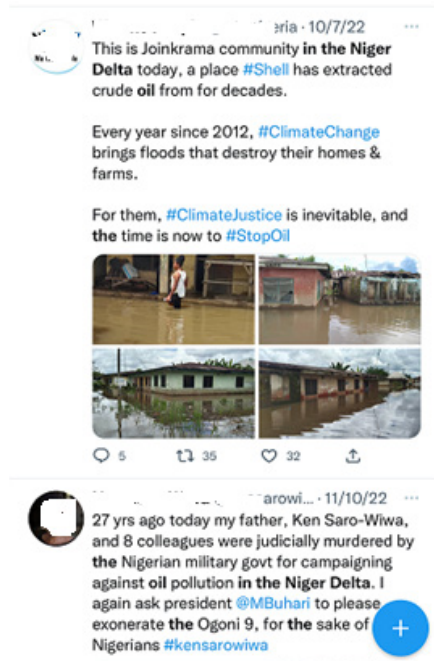 eria · 10/7/22 ···
This is Joinkrama community in the Niger
Delta today, a place #Shell has extracted
crude oil from for decades.
Every year since 2012, #ClimateChange
brings floods that destroy their homes &
farms.
For them, #ClimateJustice is inevitable, and
the time is now to #StopOil
5 35 32
arowi... · 11/10/22 ···
27 yrs ago today my father, Ken Saro-Wiwa,
and 8 colleagues were judicially murdered by
the Nigerian military govt for campaigning
against oil pollution in the Niger Delta. I
again ask president @MBuhari to please
exonerate the Ogoni 9, for the sake of
Nigerians #kensarowiwa